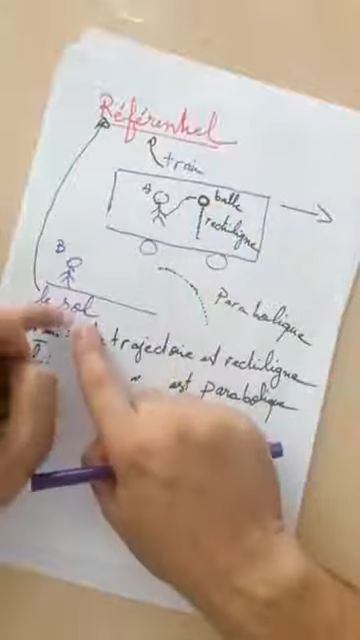 Référentiel
train
A
balle
rectiligne
B
le sol
Parabolique
trajectoire est rectiligne
" est parabolique